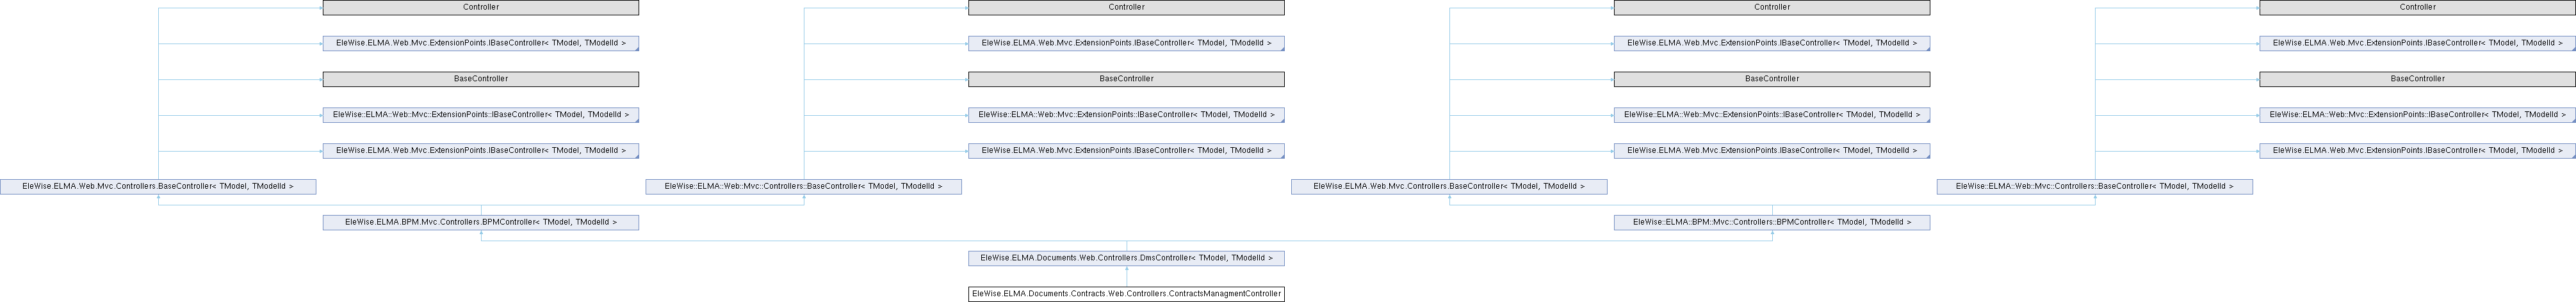 Controller
Controller
Controller
Controller
EleWise.ELMA.Web.Mvc.ExtensionPoints.IBaseController< TModel, TModelId >
EleWise.ELMA.Web.Mvc.ExtensionPoints.IBaseController< TModel, TModelId >
EleWise.ELMA.Web.Mvc.ExtensionPoints.IBaseController< TModel, TModelId >
EleWise.ELMA.Web.Mvc.ExtensionPoints.IBaseController< TModel, TModelId >
BaseController
BaseController
BaseController
BaseController
EleWise::ELMA::Web::Mvc::ExtensionPoints::IBaseController< TModel, TModelId >
EleWise::ELMA::Web::Mvc::ExtensionPoints::IBaseController< TModel, TModelId >
EleWise::ELMA::Web::Mvc::ExtensionPoints::IBaseController< TModel, TModelId >
EleWise::ELMA::Web::Mvc::ExtensionPoints::IBaseController< TModel, TModelId >
EleWise.ELMA.Web.Mvc.ExtensionPoints.IBaseController< TModel, TModelId >
EleWise.ELMA.Web.Mvc.ExtensionPoints.IBaseController< TModel, TModelId >
EleWise.ELMA.Web.Mvc.ExtensionPoints.IBaseController< TModel, TModelId >
EleWise.ELMA.Web.Mvc.ExtensionPoints.IBaseController< TModel, TModelId >
EleWise.ELMA.Web.Mvc.Controllers.BaseController< TModel, TModelId >
EleWise::ELMA::Web::Mvc::Controllers::BaseController< TModel, TModelId >
EleWise.ELMA.Web.Mvc.Controllers.BaseController< TModel, TModelId >
EleWise::ELMA::Web::Mvc::Controllers::BaseController< TModel, TModelId >
EleWise.ELMA.BPM.Mvc.Controllers.BPMController< TModel, TModelId >
EleWise::ELMA::BPM::Mvc::Controllers::BPMController< TModel, TModelId >
EleWise.ELMA.Documents.Web.Controllers.DmsController< TModel, TModelId >
EleWise.ELMA.Documents.Contracts.Web.Controllers.ContractsManagmentController